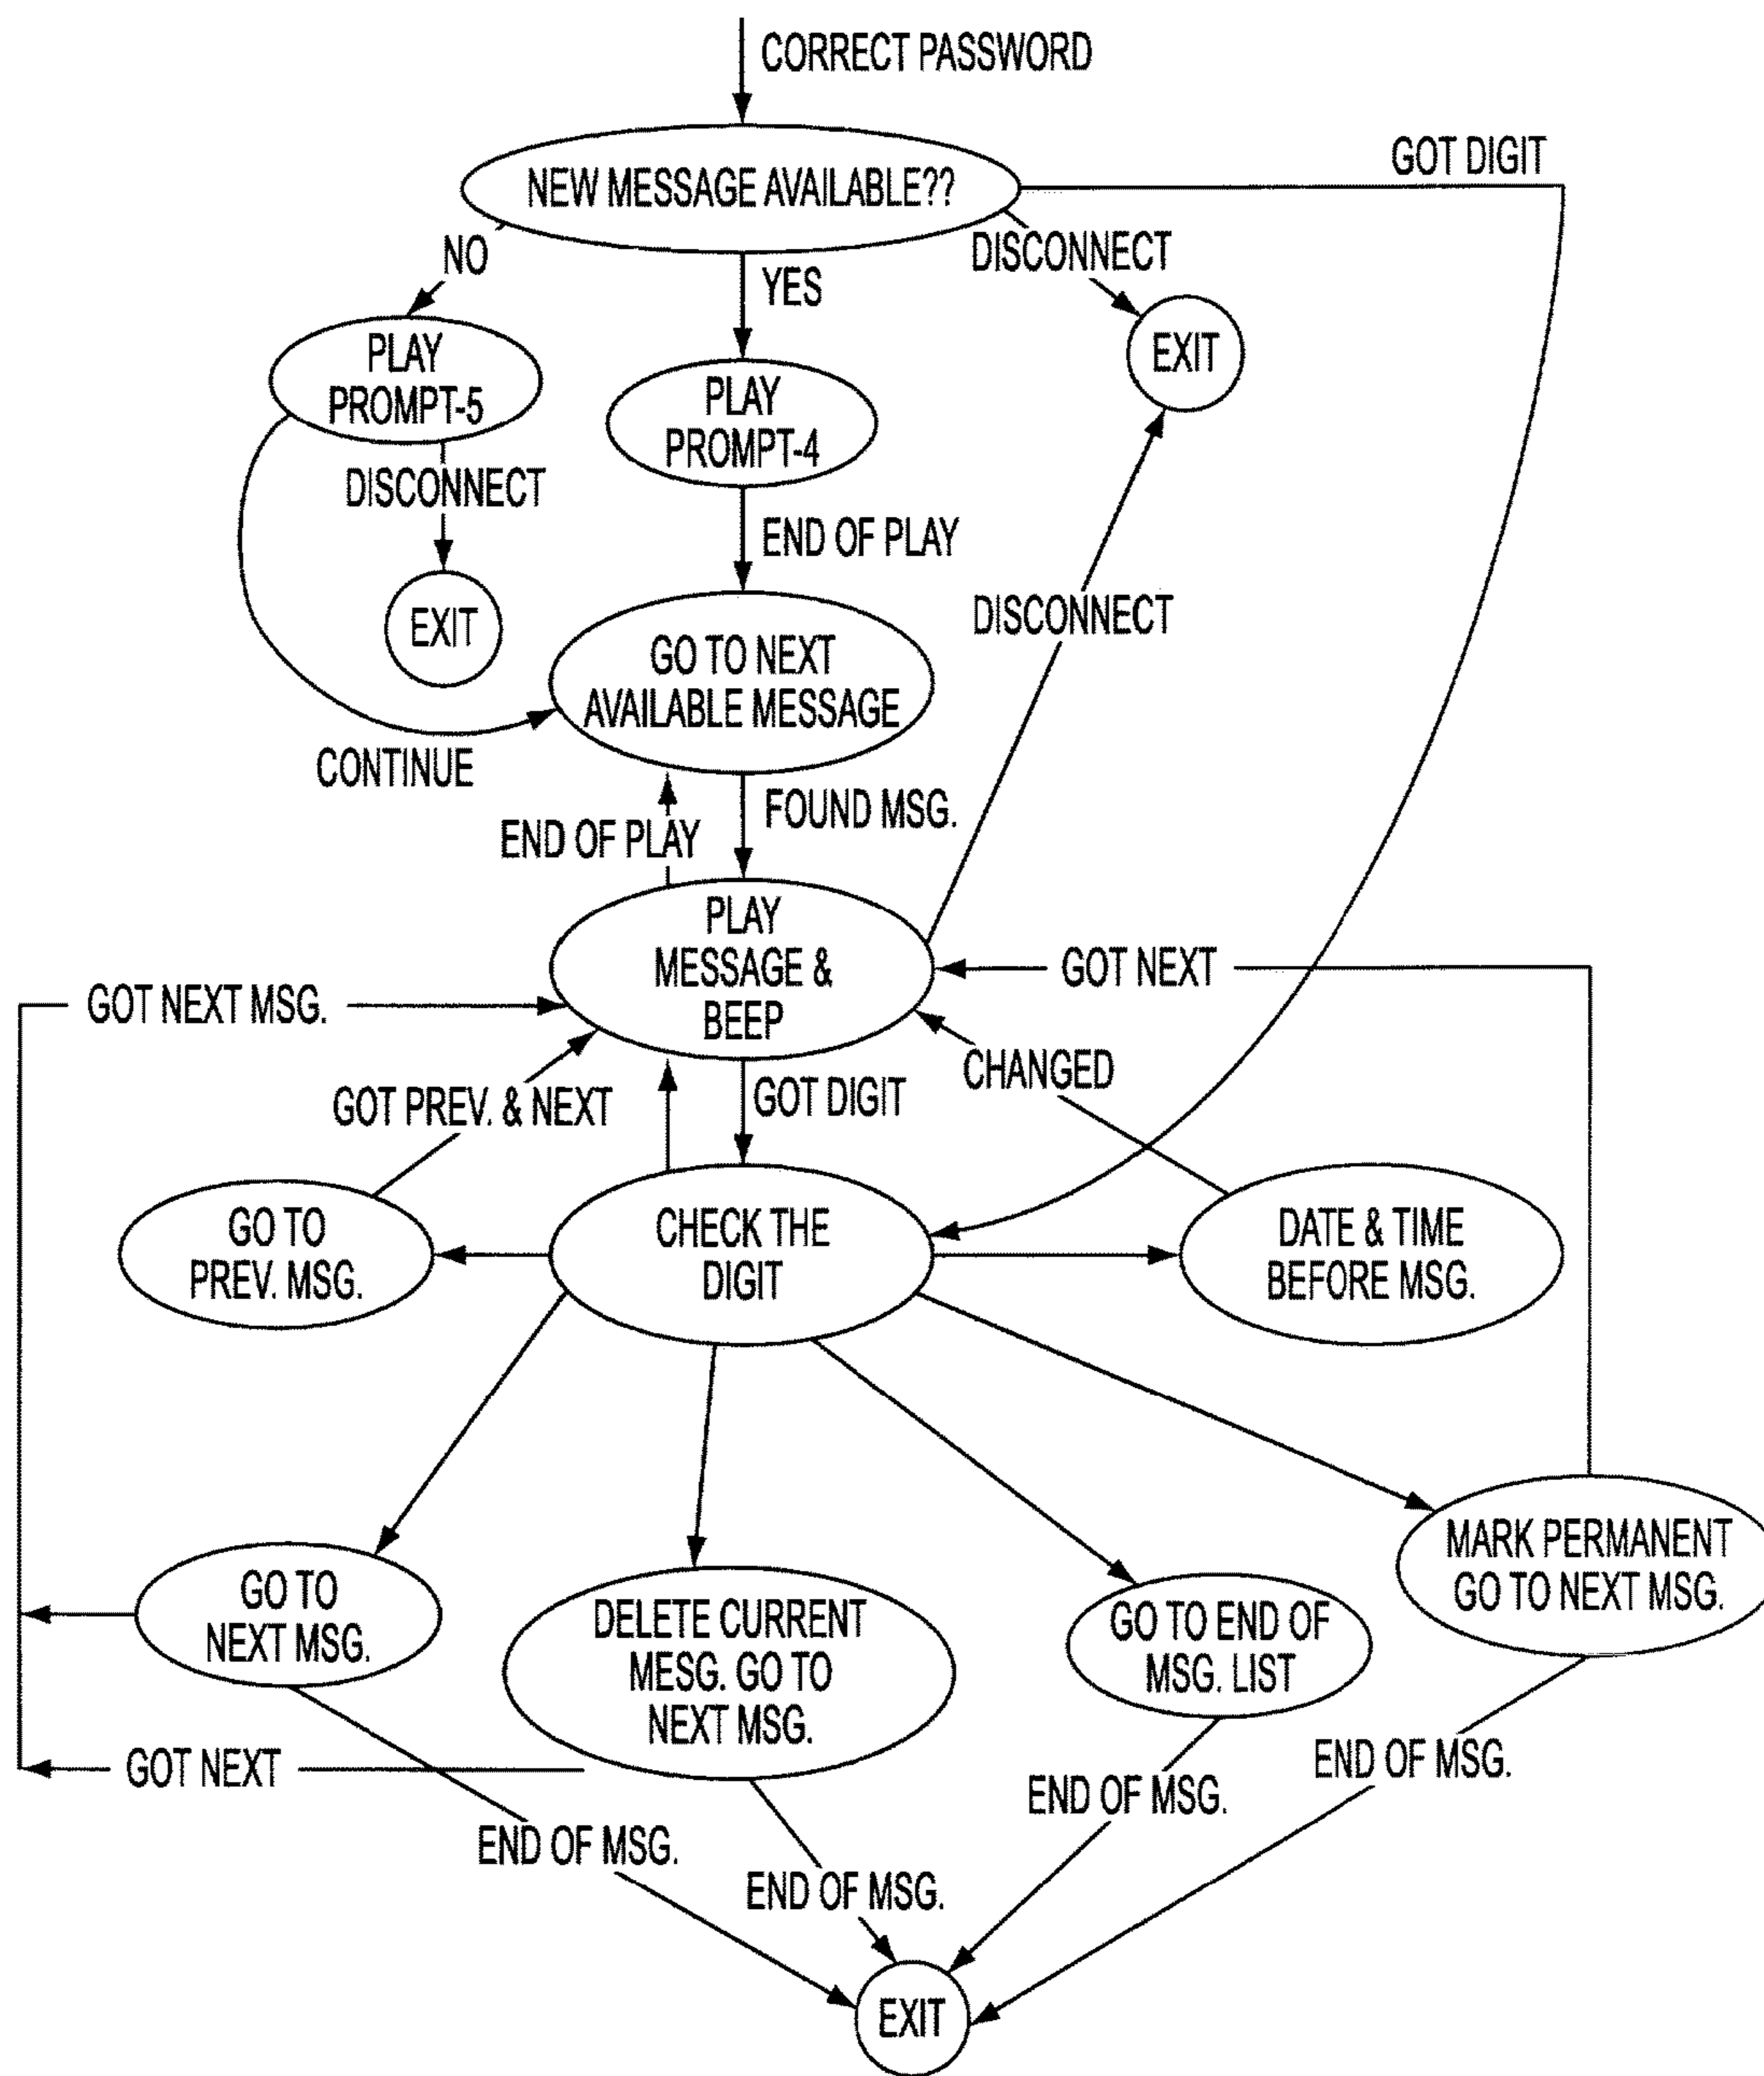 CORRECT PASSWORD
GOT DIGIT
NEW MESSAGE AVAILABLE??
NO
YES
DISCONNECT
PLAY
PROMPT-5
EXIT
PLAY
PROMPT-4
DISCONNECT
END OF PLAY
EXIT
DISCONNECT
GO TO NEXT
AVAILABLE MESSAGE
CONTINUE
END OF PLAY
FOUND MSG.
PLAY
MESSAGE &
BEEP
GOT NEXT
GOT NEXT MSG.
GOT PREV. & NEXT
GOT DIGIT
CHANGED
GO TO
PREV. MSG.
CHECK THE
DIGIT
DATE & TIME
BEFORE MSG.
GO TO
NEXT MSG.
DELETE CURRENT
MESG. GO TO
NEXT MSG.
GO TO END OF
MSG. LIST
MARK PERMANENT
GO TO NEXT MSG.
GOT NEXT
END OF MSG.
END OF MSG.
END OF MSG.
END OF MSG.
EXIT